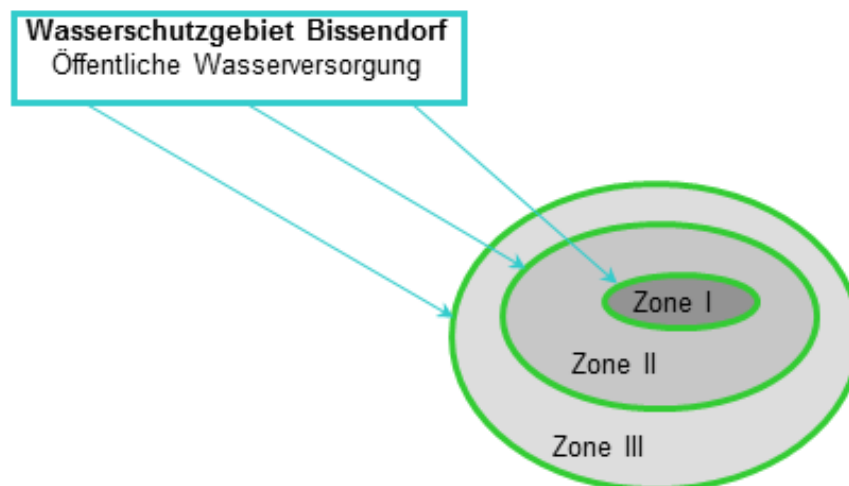 Wasserschutzgebiet Bissendorf
Öffentliche Wasserversorgung
Zone I
Zone II
Zone III